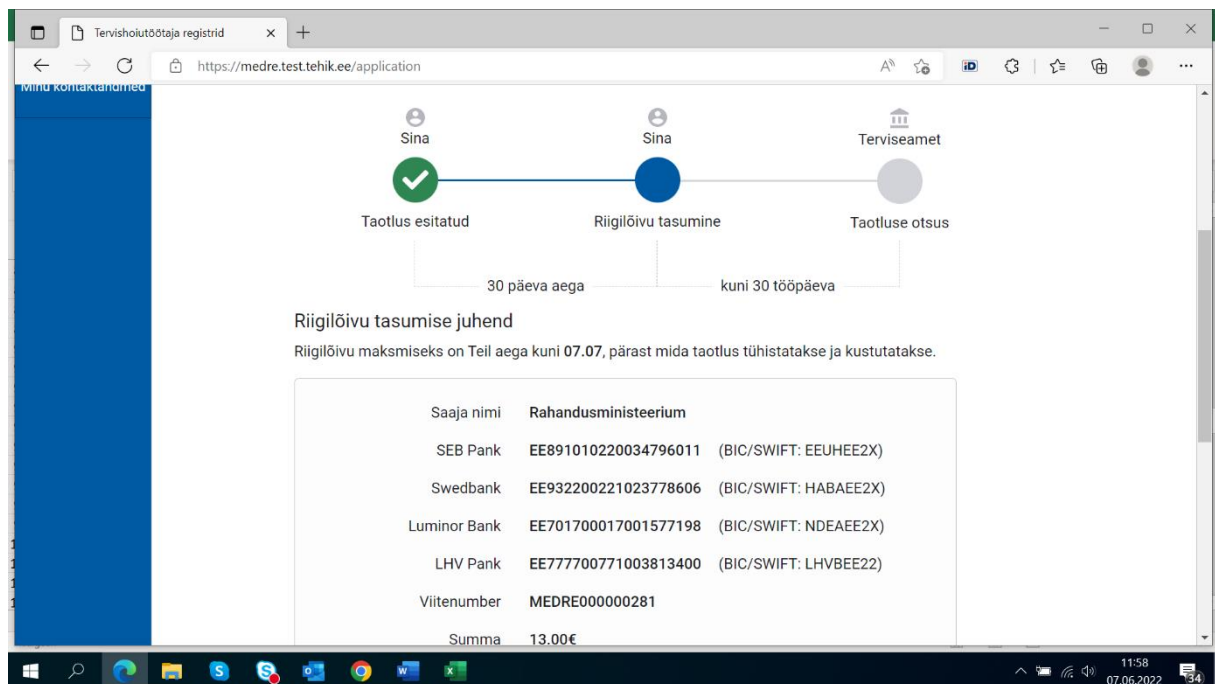 Tervishoiutöötaja registrid
https://medre.test.tehik.ee/application
Minu kontaktandmed
Sina Sina Terviseamet
Taotlus esitatud Riigilõivu tasumine Taotluse otsus
30 päeva aega kuni 30 tööpäeva
Riigilõivu tasumise juhend
Riigilõivu maksmiseks on Teil aega kuni 07.07, pärast mida taotlus tühistatakse ja kustutatakse.
Saaja nimi Rahandusministeerium
SEB Pank EE891010220034796011 (BIC/SWIFT: EEUHEE2X)
Swedbank EE932200221023778606 (BIC/SWIFT: HABAEE2X)
Luminor Bank EE701700017001577198 (BIC/SWIFT: NDEAEE2X)
LHV Pank EE777700771003813400 (BIC/SWIFT: LHVBEE22)
Viitenumber MEDRE000000281
Summa 13.00€
11:58
07.06.2022
34